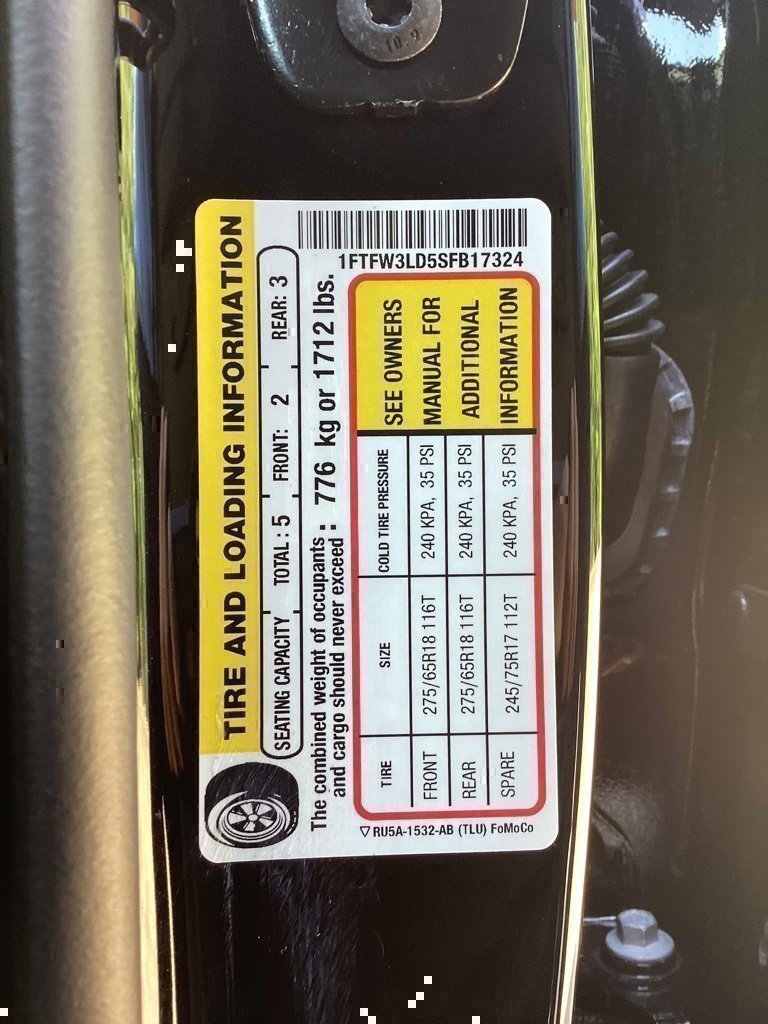 10.9
1FTFW3LD5SFB17324
TIRE AND LOADING INFORMATION
SEATING CAPACITY TOTAL : 5 FRONT: 2 REAR: 3
The combined weight of occupants
and cargo should never exceed : 776 kg or 1712 lbs.
TIRE SIZE COLD TIRE PRESSURE SEE OWNERS
FRONT 275/65R18 116T 240 KPA, 35 PSI MANUAL FOR
REAR 275/65R18 116T 240 KPA, 35 PSI ADDITIONAL
SPARE 245/75R17 112T 240 KPA, 35 PSI INFORMATION
RU5A-1532-AB (TLU) FoMoCo